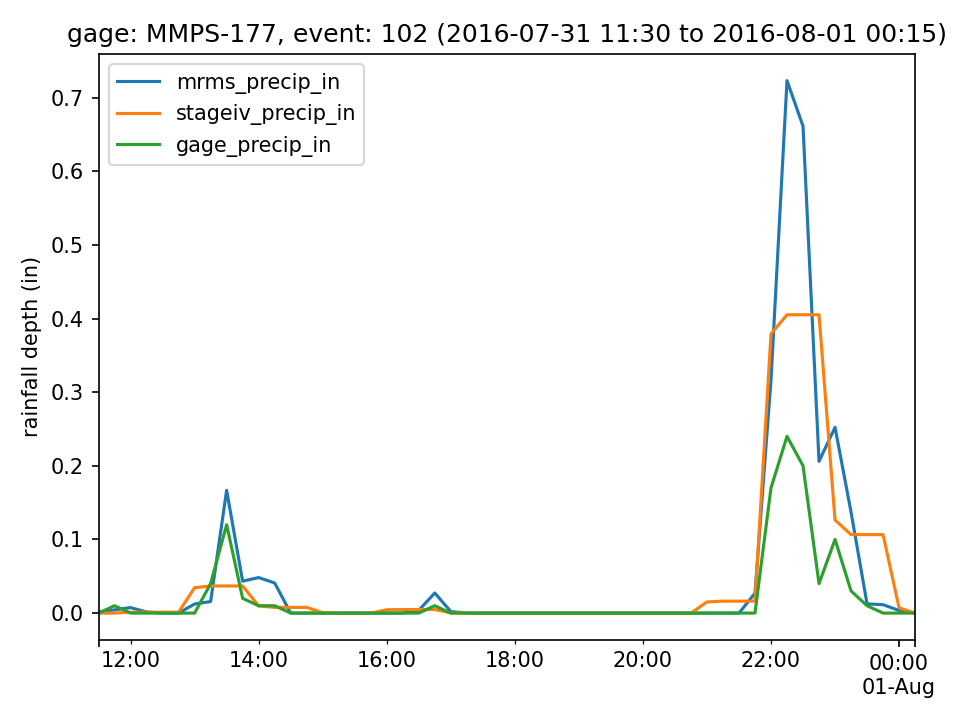 gage: MMPS-177, event: 102 (2016-07-31 11:30 to 2016-08-01 00:15)
mrms_precip_in
stageiv_precip_in
gage_precip_in
rainfall depth (in)
0.7
0.6
0.5
0.4
0.3
0.2
0.1
0.0
12:00 14:00 16:00 18:00 20:00 22:00 00:00
01-Aug